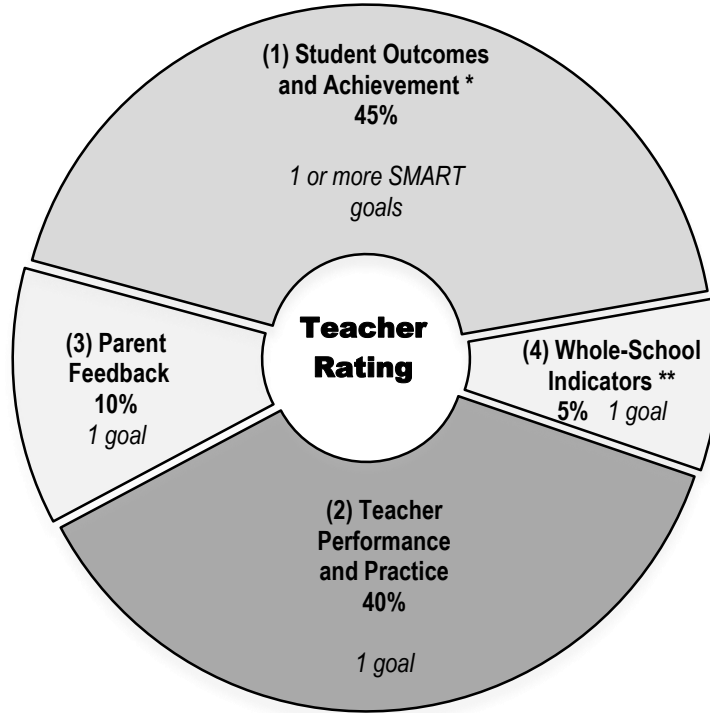 (1) Student Outcomes
and Achievement *
45%
1 or more SMART
goals
Teacher
Rating
(3) Parent
Feedback
10%
1 goal
(4) Whole-School
Indicators **
5% 1 goal
(2) Teacher
Performance
and Practice
40%
1 goal